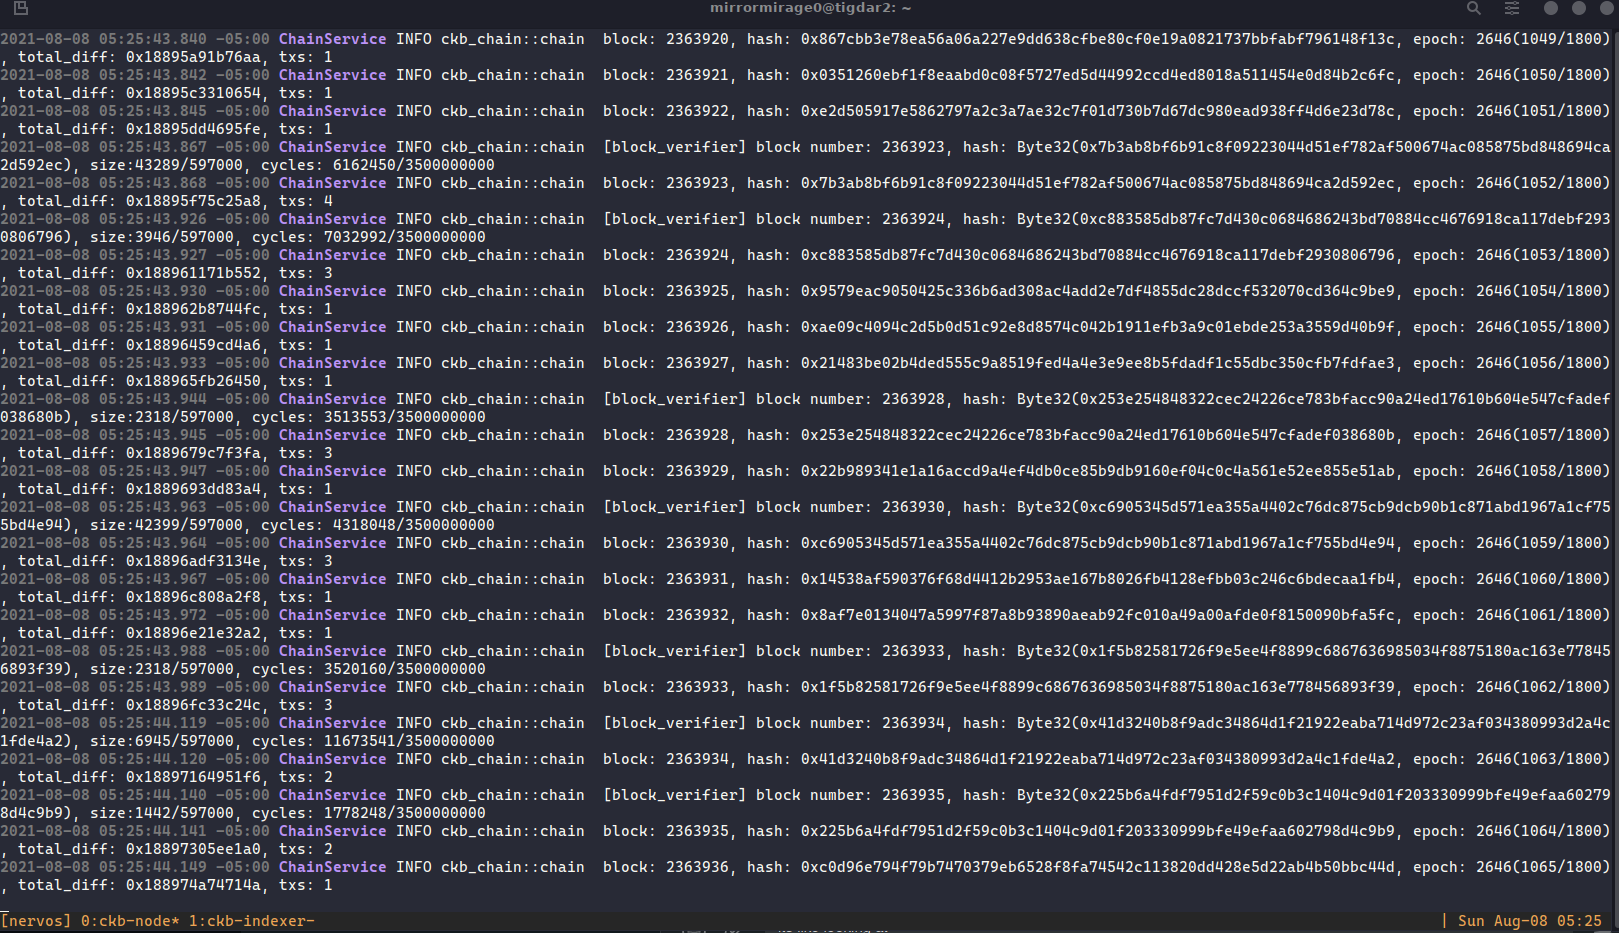 mirrormirage0@tigdar2: ~
2021-08-08 05:25:43.840 -05:00 ChainService INFO ckb_chain::chain  block: 2363920, hash: 0x867cbb3e78ea56a06a227e9dd638cfbe80cf0e19a0821737bbfabf796148f13c, epoch: 2646(1049/1800)
, total_diff: 0x18895a91b76aa, txs: 1
2021-08-08 05:25:43.842 -05:00 ChainService INFO ckb_chain::chain  block: 2363921, hash: 0x0351260ebf1f8eaabd0c08f5727ed5d44992ccd4ed8018a511454e0d84b2c6fc, epoch: 2646(1050/1800)
, total_diff: 0x18895c3310654, txs: 1
2021-08-08 05:25:43.845 -05:00 ChainService INFO ckb_chain::chain  block: 2363922, hash: 0xe2d505917e5862797a2c3a7ae32c7f01d730b7d67dc980ead938ff4d6e23d78c, epoch: 2646(1051/1800)
, total_diff: 0x18895dd4695fe, txs: 1
2021-08-08 05:25:43.867 -05:00 ChainService INFO ckb_chain::chain  [block_verifier] block number: 2363923, hash: Byte32(0x7b3ab8bf6b91c8f09223044d51ef782af500674ac085875bd848694ca
2d592ec), size:43289/597000, cycles: 6162450/3500000000
2021-08-08 05:25:43.868 -05:00 ChainService INFO ckb_chain::chain  block: 2363923, hash: 0x7b3ab8bf6b91c8f09223044d51ef782af500674ac085875bd848694ca2d592ec, epoch: 2646(1052/1800)
, total_diff: 0x18895f75c25a8, txs: 4
2021-08-08 05:25:43.926 -05:00 ChainService INFO ckb_chain::chain  [block_verifier] block number: 2363924, hash: Byte32(0xc883585db87fc7d430c0684686243bd70884cc4676918ca117debf293
0806796), size:3946/597000, cycles: 7032992/3500000000
2021-08-08 05:25:43.927 -05:00 ChainService INFO ckb_chain::chain  block: 2363924, hash: 0xc883585db87fc7d430c0684686243bd70884cc4676918ca117debf2930806796, epoch: 2646(1053/1800)
, total_diff: 0x188961171b552, txs: 3
2021-08-08 05:25:43.930 -05:00 ChainService INFO ckb_chain::chain  block: 2363925, hash: 0x9579eac9050425c336b6ad308ac4add2e7df4855dc28dccf532070cd364c9be9, epoch: 2646(1054/1800)
, total_diff: 0x188962b8744fc, txs: 1
2021-08-08 05:25:43.931 -05:00 ChainService INFO ckb_chain::chain  block: 2363926, hash: 0xae09c4094c2d5b0d51c92e8d8574c042b1911efb3a9c01ebde253a3559d40b9f, epoch: 2646(1055/1800)
, total_diff: 0x18896459cd4a6, txs: 1
2021-08-08 05:25:43.933 -05:00 ChainService INFO ckb_chain::chain  block: 2363927, hash: 0x21483be02b4ded555c9a8519fed4a4e3e9ee8b5fdadf1c55dbc350cfb7fdfae3, epoch: 2646(1056/1800)
, total_diff: 0x188965fb26450, txs: 1
2021-08-08 05:25:43.944 -05:00 ChainService INFO ckb_chain::chain  [block_verifier] block number: 2363928, hash: Byte32(0x253e254848322cec24226ce783bfacc90a24ed17610b604e547cfadef
038680b), size:2318/597000, cycles: 3513553/3500000000
2021-08-08 05:25:43.945 -05:00 ChainService INFO ckb_chain::chain  block: 2363928, hash: 0x253e254848322cec24226ce783bfacc90a24ed17610b604e547cfadef038680b, epoch: 2646(1057/1800)
, total_diff: 0x1889679c7f3fa, txs: 3
2021-08-08 05:25:43.947 -05:00 ChainService INFO ckb_chain::chain  block: 2363929, hash: 0x22b989341e1a16accd9a4ef4db0ce85b9db9160ef04c0c4a561e52ee855e51ab, epoch: 2646(1058/1800)
, total_diff: 0x1889693dd83a4, txs: 1
2021-08-08 05:25:43.963 -05:00 ChainService INFO ckb_chain::chain  [block_verifier] block number: 2363930, hash: Byte32(0xc6905345d571ea355a4402c76dc875cb9dcb90b1c871abd1967a1cf75
5bd4e94), size:42399/597000, cycles: 4318048/3500000000
2021-08-08 05:25:43.964 -05:00 ChainService INFO ckb_chain::chain  block: 2363930, hash: 0xc6905345d571ea355a4402c76dc875cb9dcb90b1c871abd1967a1cf755bd4e94, epoch: 2646(1059/1800)
, total_diff: 0x18896adf3134e, txs: 3
2021-08-08 05:25:43.967 -05:00 ChainService INFO ckb_chain::chain  block: 2363931, hash: 0x14538af590376f68d4412b2953ae167b8026fb4128efbb03c246c6bdecaa1fb4, epoch: 2646(1060/1800)
, total_diff: 0x18896c808a2f8, txs: 1
2021-08-08 05:25:43.972 -05:00 ChainService INFO ckb_chain::chain  block: 2363932, hash: 0x8af7e0134047a5997f87a8b93890aeab92fc010a49a00afde0f8150090bfa5fc, epoch: 2646(1061/1800)
, total_diff: 0x18896e21e32a2, txs: 1
2021-08-08 05:25:43.988 -05:00 ChainService INFO ckb_chain::chain  [block_verifier] block number: 2363933, hash: Byte32(0x1f5b82581726f9e5ee4f8899c6867636985034f8875180ac163e77845
6893f39), size:2318/597000, cycles: 3520160/3500000000
2021-08-08 05:25:43.989 -05:00 ChainService INFO ckb_chain::chain  block: 2363933, hash: 0x1f5b82581726f9e5ee4f8899c6867636985034f8875180ac163e778456893f39, epoch: 2646(1062/1800)
, total_diff: 0x18896fc33c24c, txs: 3
2021-08-08 05:25:44.119 -05:00 ChainService INFO ckb_chain::chain  [block_verifier] block number: 2363934, hash: Byte32(0x41d3240b8f9adc34864d1f21922eaba714d972c23af034380993d2a4c
1fde4a2), size:6945/597000, cycles: 11673541/3500000000
2021-08-08 05:25:44.120 -05:00 ChainService INFO ckb_chain::chain  block: 2363934, hash: 0x41d3240b8f9adc34864d1f21922eaba714d972c23af034380993d2a4c1fde4a2, epoch: 2646(1063/1800)
, total_diff: 0x18897164951f6, txs: 2
2021-08-08 05:25:44.140 -05:00 ChainService INFO ckb_chain::chain  [block_verifier] block number: 2363935, hash: Byte32(0x225b6a4fdf7951d2f59c0b3c1404c9d01f203330999bfe49efaa60279
8d4c9b9), size:1442/597000, cycles: 1778248/3500000000
2021-08-08 05:25:44.141 -05:00 ChainService INFO ckb_chain::chain  block: 2363935, hash: 0x225b6a4fdf7951d2f59c0b3c1404c9d01f203330999bfe49efaa602798d4c9b9, epoch: 2646(1064/1800)
, total_diff: 0x18897305ee1a0, txs: 2
2021-08-08 05:25:44.149 -05:00 ChainService INFO ckb_chain::chain  block: 2363936, hash: 0xc0d96e794f79b7470379eb6528f8fa74542c113820dd428e5d22ab4b50bbc44d, epoch: 2646(1065/1800)
, total_diff: 0x188974a74714a, txs: 1
[nervos] 0:ckb-node* 1:ckb-indexer- | Sun Aug-08 05:25